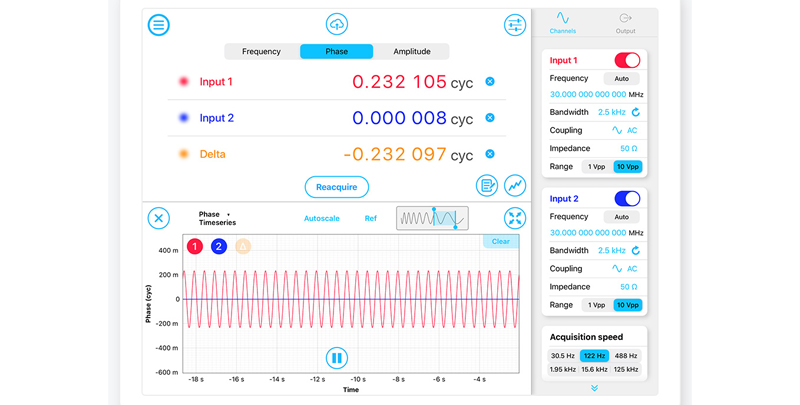 Frequency Phase Amplitude
Input 1 0.232 105 cyc
Input 2 0.000 008 cyc
Delta -0.232 097 cyc
Reacquire
Phase
Timeseries
Autoscale Ref
Clear
1 2 Δ
Phase (cyc)
400 m
200 m
0
-200 m
-400 m
-600 m
-18 s -16 s -14 s -12 s -10 s -8 s -6 s -4 s
Time
Channels Output
Input 1
Frequency Auto
30.000 000 000 000 MHz
Bandwidth 2.5 kHz
Coupling AC
Impedance 50 Ω
Range 1 Vpp 10 Vpp
Input 2
Frequency Auto
30.000 000 000 000 MHz
Bandwidth 2.5 kHz
Coupling AC
Impedance 50 Ω
Range 1 Vpp 10 Vpp
Acquisition speed
30.5 Hz 122 Hz 488 Hz
1.95 kHz 15.6 kHz 125 kHz